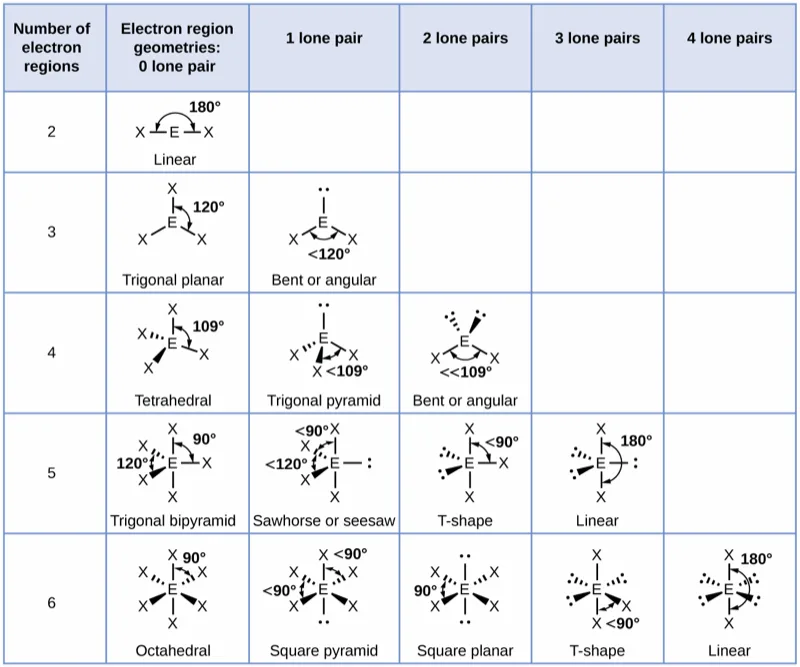 Number of electron regions
Electron region geometries: 0 lone pair
1 lone pair
2 lone pairs
3 lone pairs
4 lone pairs
2
180°
X E X
Linear
3
X
120°
E
X X
Trigonal planar
:
E
X X
<120°
Bent or angular
4
X
109°
X
E
X
X
Tetrahedral
:
E
X X
X <109°
Trigonal pyramid
: :
E
X X
<<109°
Bent or angular
5
X
90°
X
120° E X
X
X
Trigonal bipyramid
<90° X
X
<120° E :
X
X
Sawhorse or seesaw
X
<90°
:
E X
:
X
T-shape
X
180°
:
E :
:
X
Linear
6
X 90°
X X
E
X X
X
Octahedral
X <90°
X X
<90° E
X X
:
Square pyramid
:
X X
90° E
X X
:
Square planar
X
: :
E
: X
X <90°
T-shape
X 180°
: :
E
: :
X
Linear